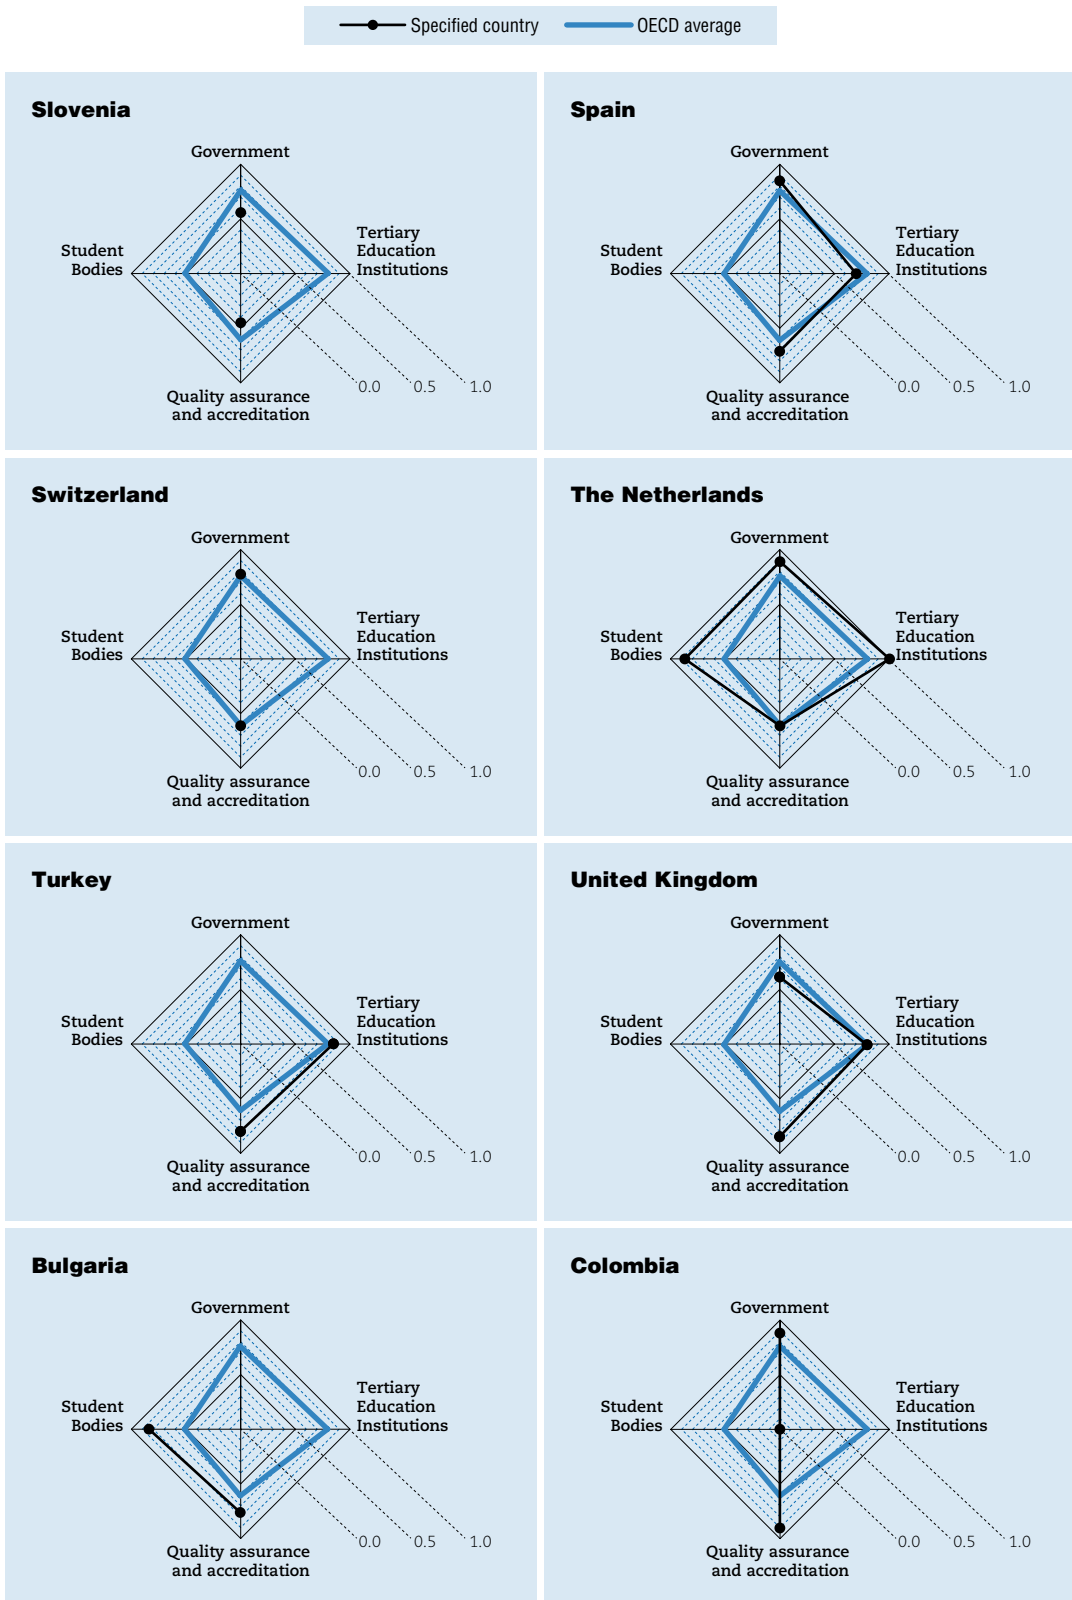 Specified country
OECD average
Slovenia
Government
Tertiary
Education
Institutions
Student
Bodies
0.0
0.5
1.0
Quality assurance
and accreditation
Spain
Government
Tertiary
Education
Institutions
Student
Bodies
0.0
0.5
1.0
Quality assurance
and accreditation
Switzerland
Government
Tertiary
Education
Institutions
Student
Bodies
0.0
0.5
1.0
Quality assurance
and accreditation
The Netherlands
Government
Tertiary
Education
Institutions
Student
Bodies
0.0
0.5
1.0
Quality assurance
and accreditation
Turkey
Government
Tertiary
Education
Institutions
Student
Bodies
0.0
0.5
1.0
Quality assurance
and accreditation
United Kingdom
Government
Tertiary
Education
Institutions
Student
Bodies
0.0
0.5
1.0
Quality assurance
and accreditation
Bulgaria
Government
Tertiary
Education
Institutions
Student
Bodies
0.0
0.5
1.0
Quality assurance
and accreditation
Colombia
Government
Tertiary
Education
Institutions
Student
Bodies
0.0
0.5
1.0
Quality assurance
and accreditation